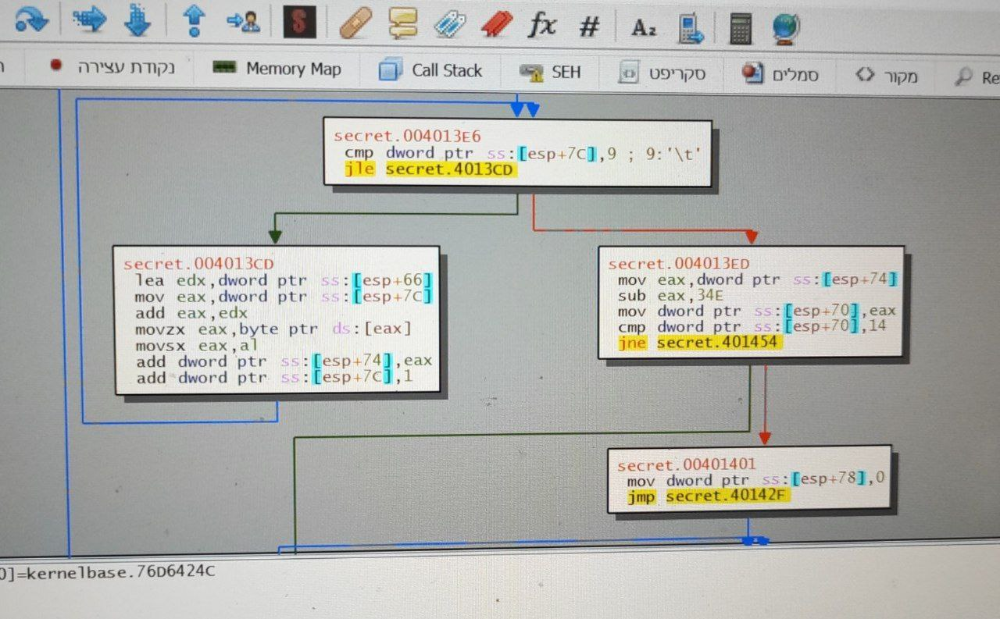 fx # A₂
נקודת עצירה Memory Map Call Stack SEH סקריפט סמלים מקור
secret.004013E6
cmp dword ptr ss:[esp+7C],9 ; 9:'\t'
jle secret.4013CD
secret.004013CD
lea edx,dword ptr ss:[esp+66]
mov eax,dword ptr ss:[esp+7C]
add eax,edx
movzx eax,byte ptr ds:[eax]
movsx eax,al
add dword ptr ss:[esp+74],eax
add dword ptr ss:[esp+7C],1
secret.004013ED
mov eax,dword ptr ss:[esp+74]
sub eax,34E
mov dword ptr ss:[esp+70],eax
cmp dword ptr ss:[esp+70],14
jne secret.401454
secret.00401401
mov dword ptr ss:[esp+78],0
jmp secret.40142F
0]=kernelbase.76D6424C